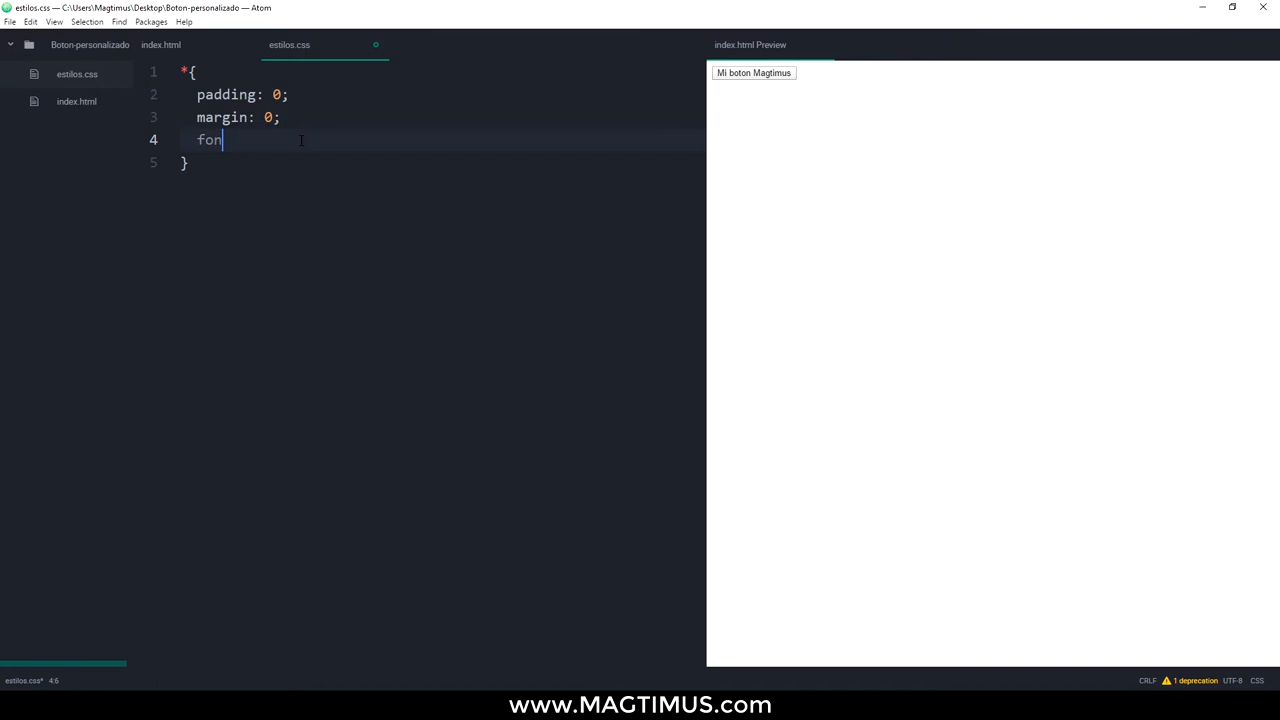 estilos.css — C:\Users\Magtimus\Desktop\Boton-personalizado — Atom
File Edit View Selection Find Packages Help
Boton-personalizado
estilos.css
index.html
index.html estilos.css
1 *{
2 padding: 0;
3 margin: 0;
4 fon
5 }
index.html Preview
Mi boton Magtimus
estilos.css* 4:6
CRLF 1 deprecation UTF-8 CSS
www.MAGTIMUS.com